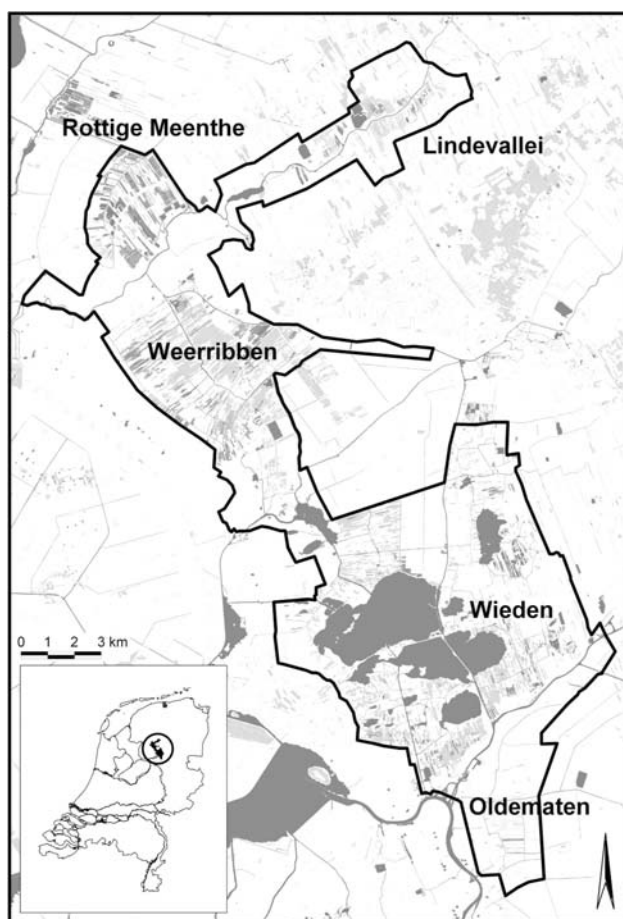 Rottige Meenthe
Lindevallei
Weerribben
Wieden
0 1 2 3 km
Oldematen